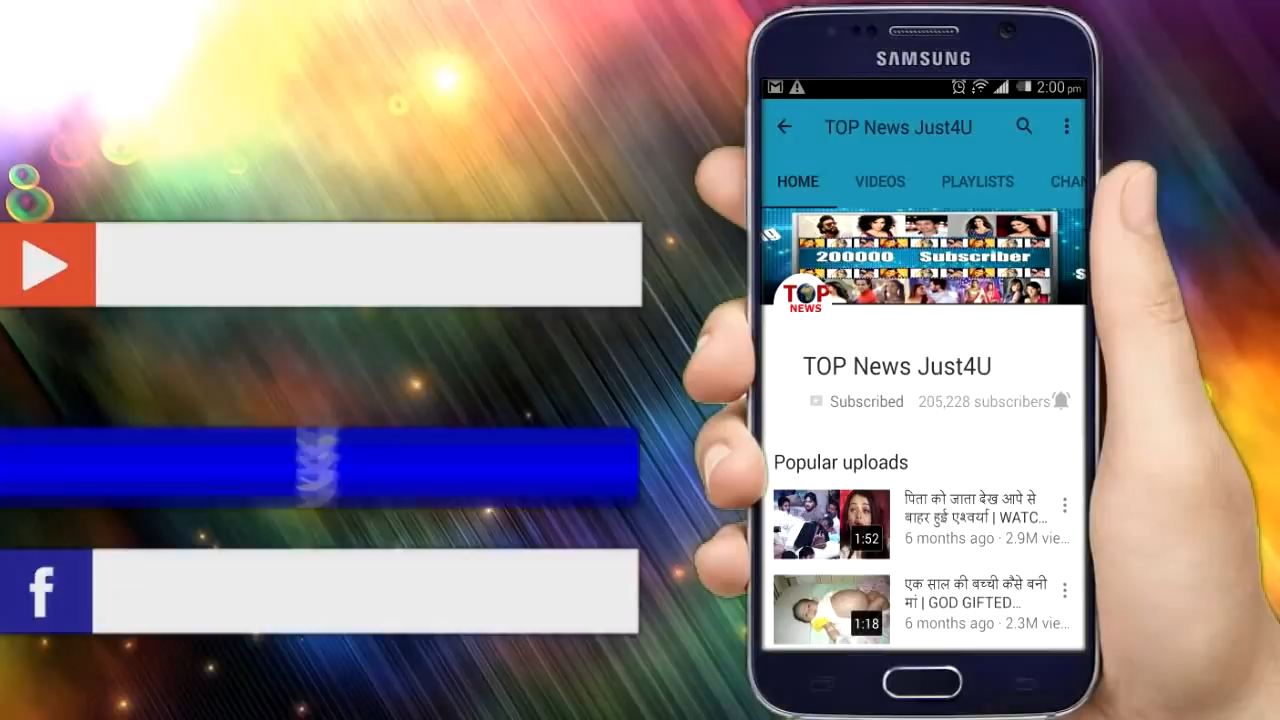 SAMSUNG
2:00 pm
TOP News Just4U
HOME VIDEOS PLAYLISTS CHAN
200000 Subscriber
TOP
NEWS
TOP News Just4U
Subscribed 205,228 subscribers
Popular uploads
पिता को जाता देख आपे से
बाहर हुई एश्वर्या | WATC...
6 months ago · 2.9M vie...
1:52
एक साल की बच्ची कैसे बनी
मां | GOD GIFTED...
6 months ago · 2.3M vie...
1:18
f